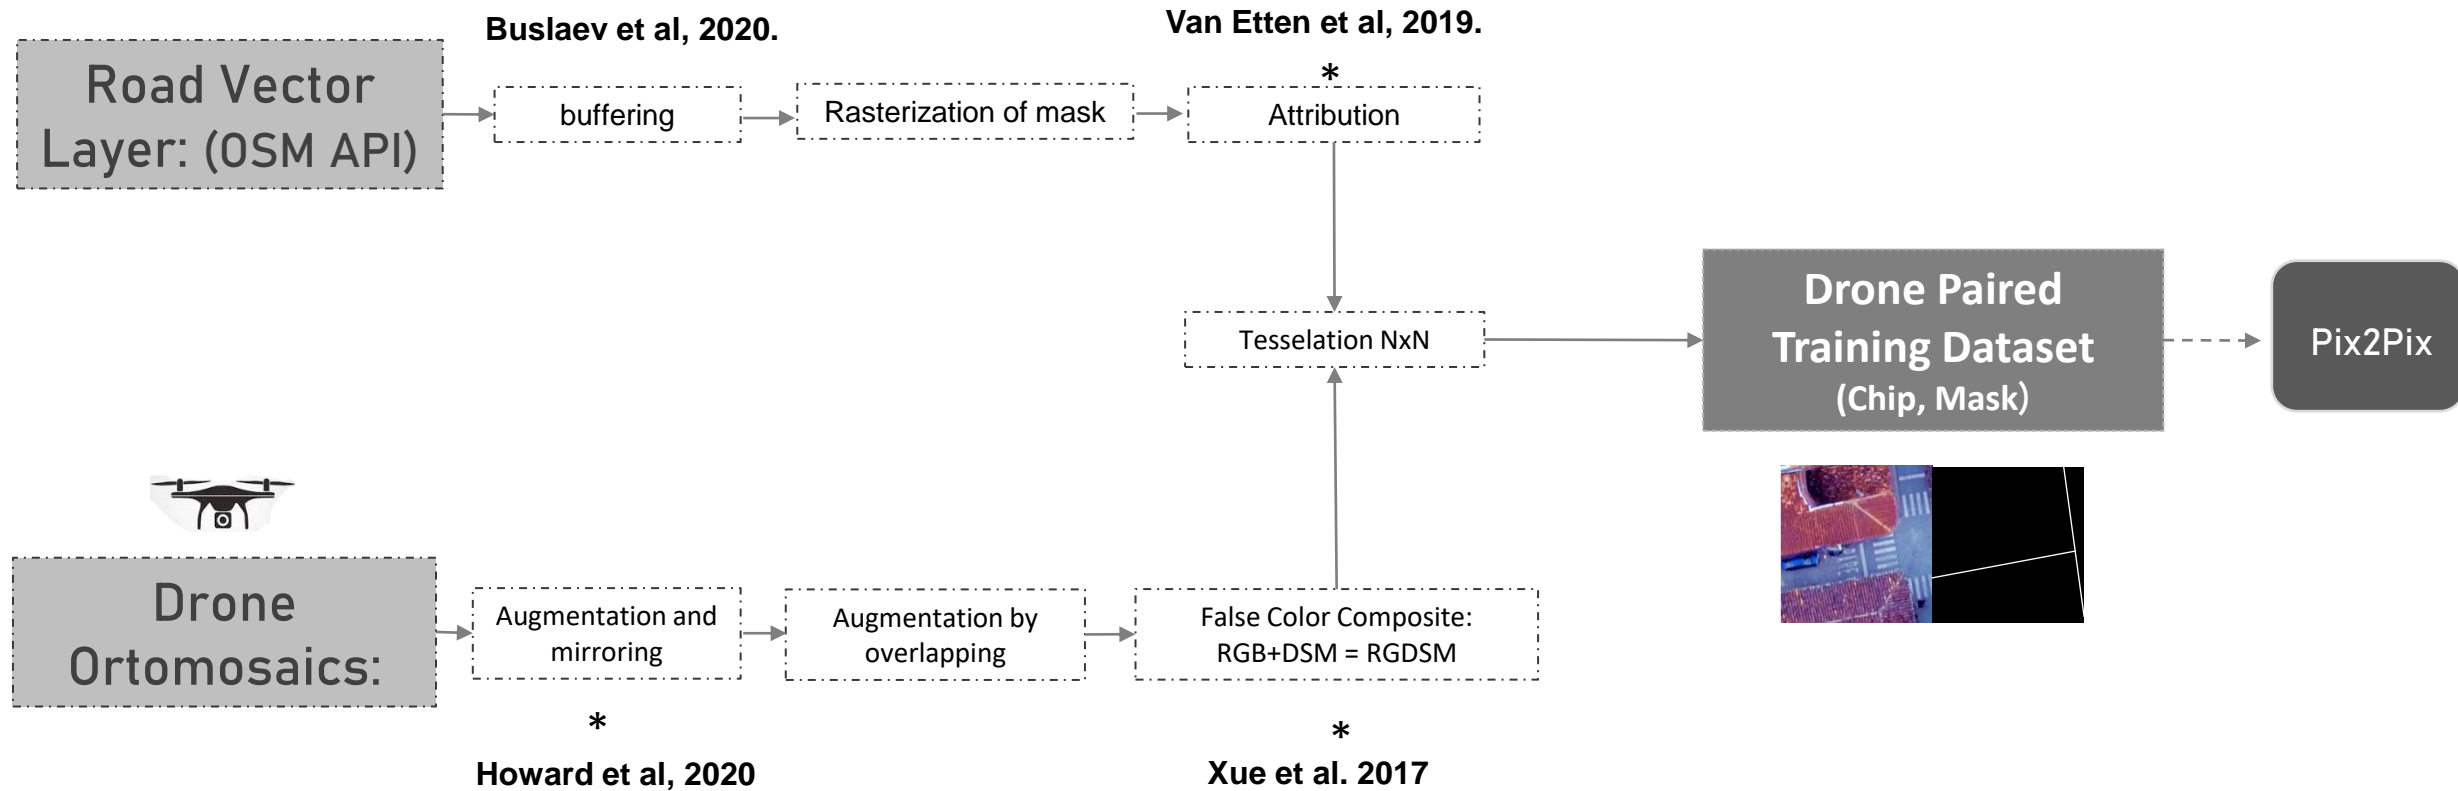 Buslaev et al, 2020.
Van Etten et al, 2019.
*
Road Vector
Layer: (OSM API)
buffering
Rasterization of mask
Attribution
Tesselation NxN
Drone Paired
Training Dataset
(Chip, Mask)
Pix2Pix
Drone
Ortomosaics:
Augmentation and
mirroring
Augmentation by
overlapping
False Color Composite:
RGB+DSM = RGDSM
*
Howard et al, 2020
*
Xue et al. 2017